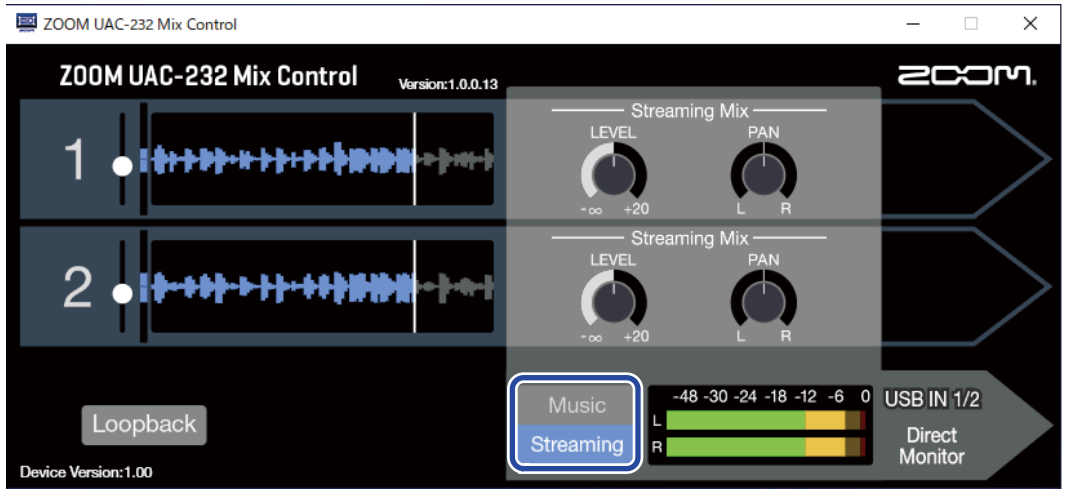 ZOOM UAC-232 Mix Control
ZOOM UAC-232 Mix Control
Version:1.0.0.13
ZOOM.
1
Streaming Mix
LEVEL
PAN
-∞ +20
L R
2
Streaming Mix
LEVEL
PAN
-∞ +20
L R
Loopback
Music
Streaming
-48 -30 -24 -18 -12 -6 0
L
R
USB IN 1/2
Direct
Monitor
Device Version:1.00